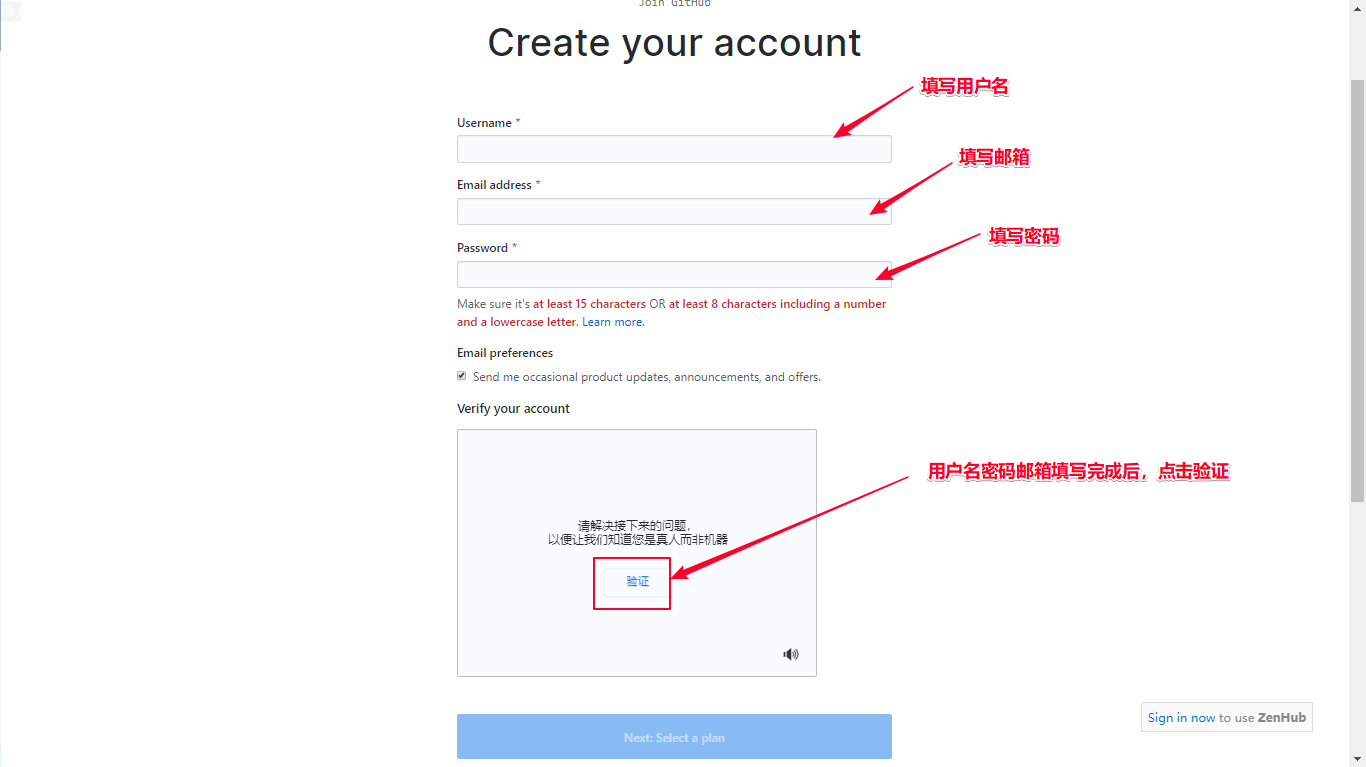 Join GitHub
Create your account
填写用户名
Username *
填写邮箱
Email address *
填写密码
Password *
Make sure it's at least 15 characters OR at least 8 characters including a number
and a lowercase letter. Learn more.
Email preferences
Send me occasional product updates, announcements, and offers.
Verify your account
用户名密码邮箱填写完成后，点击验证
请解决接下来的问题，
以便让我们知道您是真人而非机器
验证
Sign in now to use ZenHub
Next: Select a plan